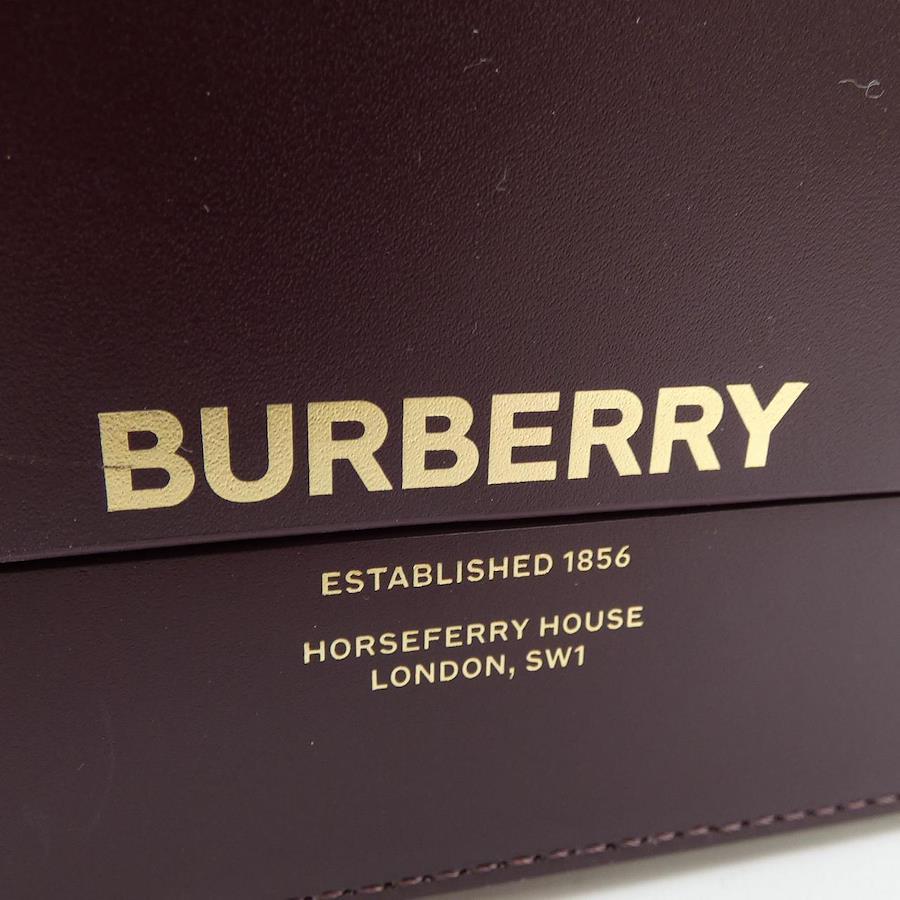 BURBERRY
ESTABLISHED 1856
HORSEFERRY HOUSE
LONDON, SW1